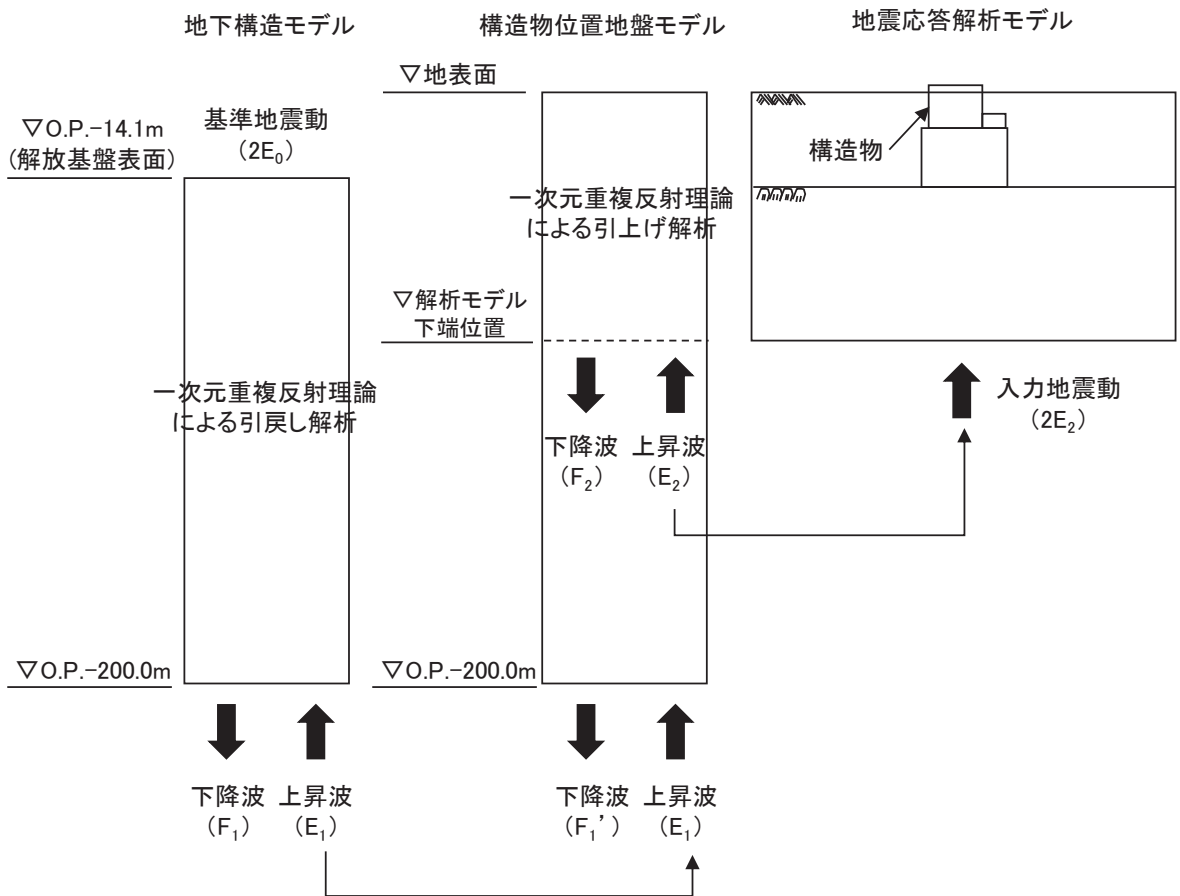 地下構造モデル
▽O.P.-14.1m
(解放基盤表面)
基準地震動
(2E₀)
一次元重複反射理論
による引戻し解析
▽O.P.-200.0m
下降波
(F₁)
上昇波
(E₁)
構造物位置地盤モデル
▽地表面
一次元重複反射理論
による引上げ解析
▽解析モデル
下端位置
下降波
(F₂)
上昇波
(E₂)
▽O.P.-200.0m
下降波
(F₁’)
上昇波
(E₁)
地震応答解析モデル
構造物
入力地震動
(2E₂)